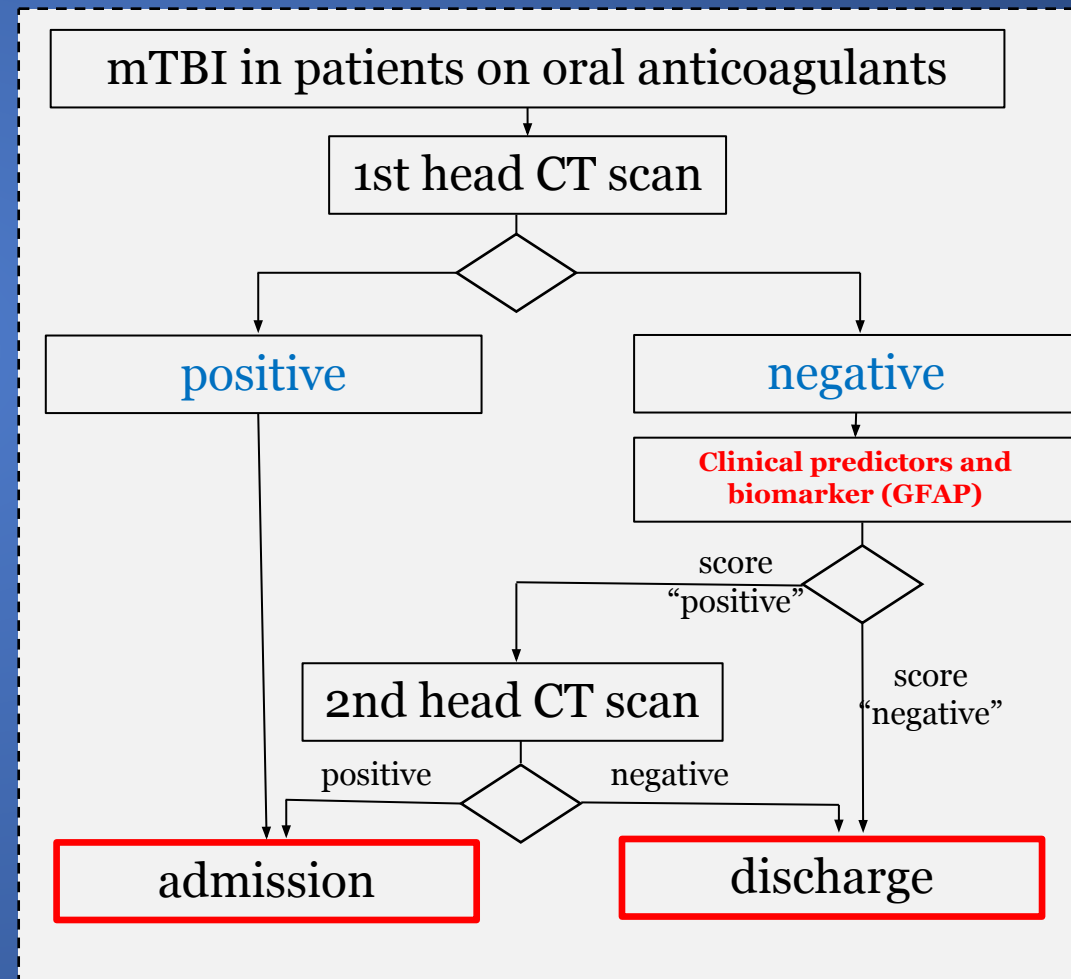 mTBI in patients on oral anticoagulants
1st head CT scan
positive
negative
Clinical predictors and
biomarker (GFAP)
score
“positive”
score
“negative”
2nd head CT scan
positive
negative
admission
discharge